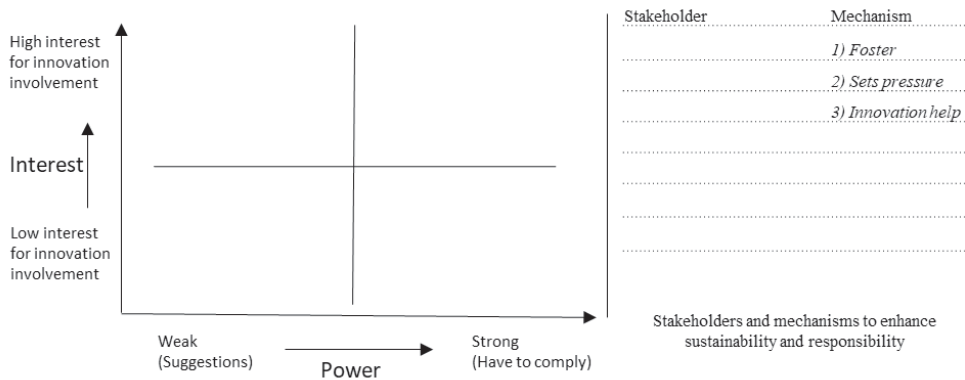 High interest
for innovation
involvement
Interest
Low interest
for innovation
involvement
Weak
(Suggestions)
Power
Strong
(Have to comply)
Stakeholder Mechanism
1) Foster
2) Sets pressure
3) Innovation help
Stakeholders and mechanisms to enhance
sustainability and responsibility